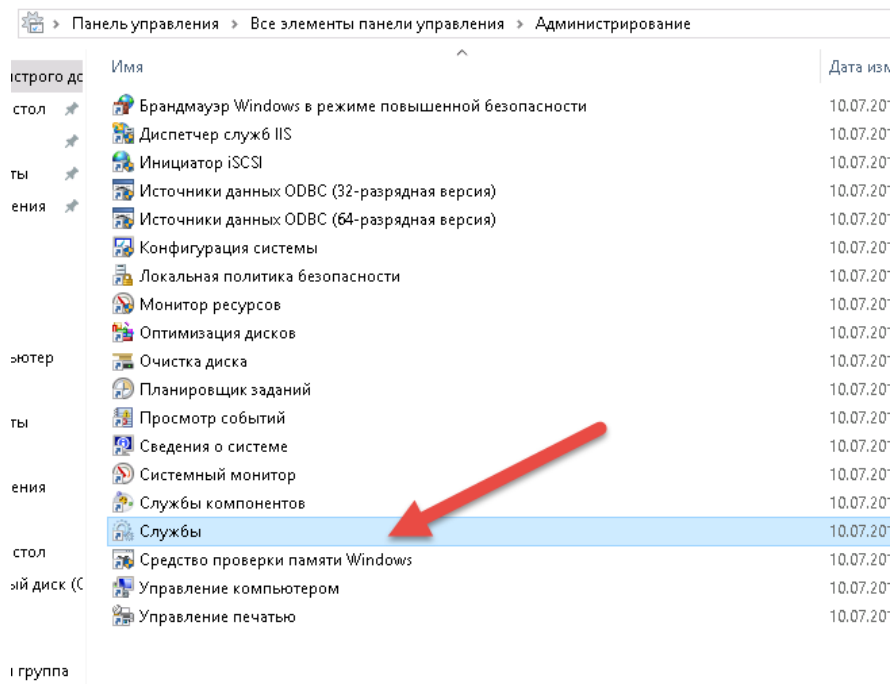 Панель управления > Все элементы панели управления > Администрирование
Имя
Дата изм
стол
Брандмауэр Windows в режиме повышенной безопасности 10.07.201
Диспетчер служб IIS 10.07.201
Инициатор iSCSI 10.07.201
ты
Источники данных ODBC (32-разрядная версия) 10.07.201
ения
Источники данных ODBC (64-разрядная версия) 10.07.201
Конфигурация системы 10.07.201
Локальная политика безопасности 10.07.201
Монитор ресурсов 10.07.201
Оптимизация дисков 10.07.201
ьютер
Очистка диска 10.07.201
Планировщик заданий 10.07.201
ты
Просмотр событий 10.07.201
Сведения о системе 10.07.201
Системный монитор 10.07.201
ения
Службы компонентов 10.07.201
Службы 10.07.201
стол
Средство проверки памяти Windows 10.07.201
ый диск (C
Управление компьютером 10.07.201
Управление печатью 10.07.201
группа